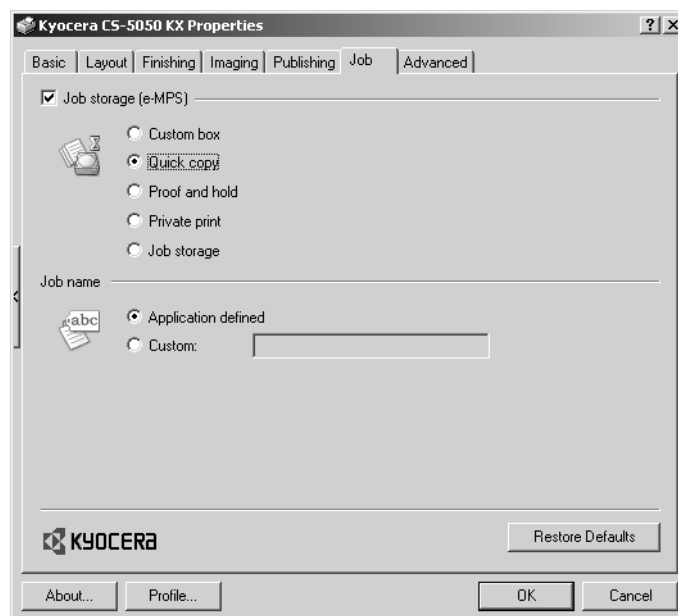 Kyocera CS-5050 KX Properties
Basic Layout Finishing Imaging Publishing Job Advanced
Job storage (e-MPS)
Custom box
Quick copy
Proof and hold
Private print
Job storage
Job name
abc
Application defined
Custom:
KYOCERA
Restore Defaults
About... Profile... OK Cancel